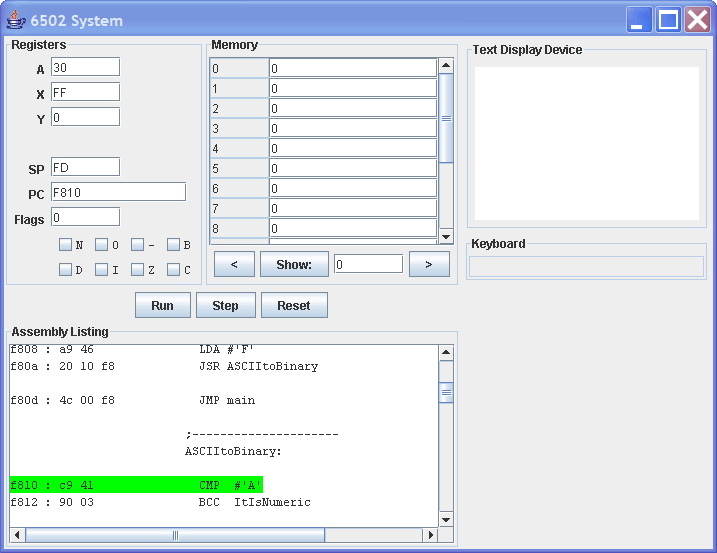 6502 System
Registers
A 30
X FF
Y 0
SP FD
PC F810
Flags 0
N O - B
D I Z C
Memory
0 0
1 0
2 0
3 0
4 0
5 0
6 0
7 0
8 0
< Show: 0 >
Text Display Device
Keyboard
Run Step Reset
Assembly Listing
f808 : a9 46 LDA #'F'
f80a : 20 10 f8 JSR ASCIItoBinary
f80d : 4c 00 f8 JMP main
;---------------------
ASCIItoBinary:
f810 : c9 41 CMP #'A'
f812 : 90 03 BCC ItIsNumeric